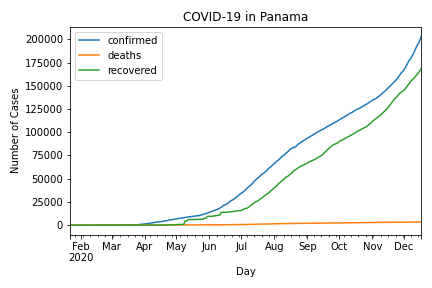 COVID-19 in Panama
confirmed
deaths
recovered
Number of Cases
200000
175000
150000
125000
100000
75000
50000
25000
0
Feb Mar Apr May Jun Jul Aug Sep Oct Nov Dec
2020
Day